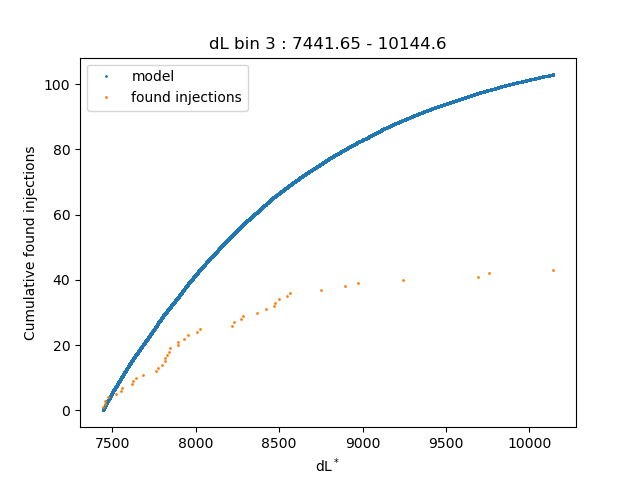 dL bin 3 : 7441.65 - 10144.6
model
found injections
100
80
60
40
20
0
Cumulative found injections
7500 8000 8500 9000 9500 10000
dL*